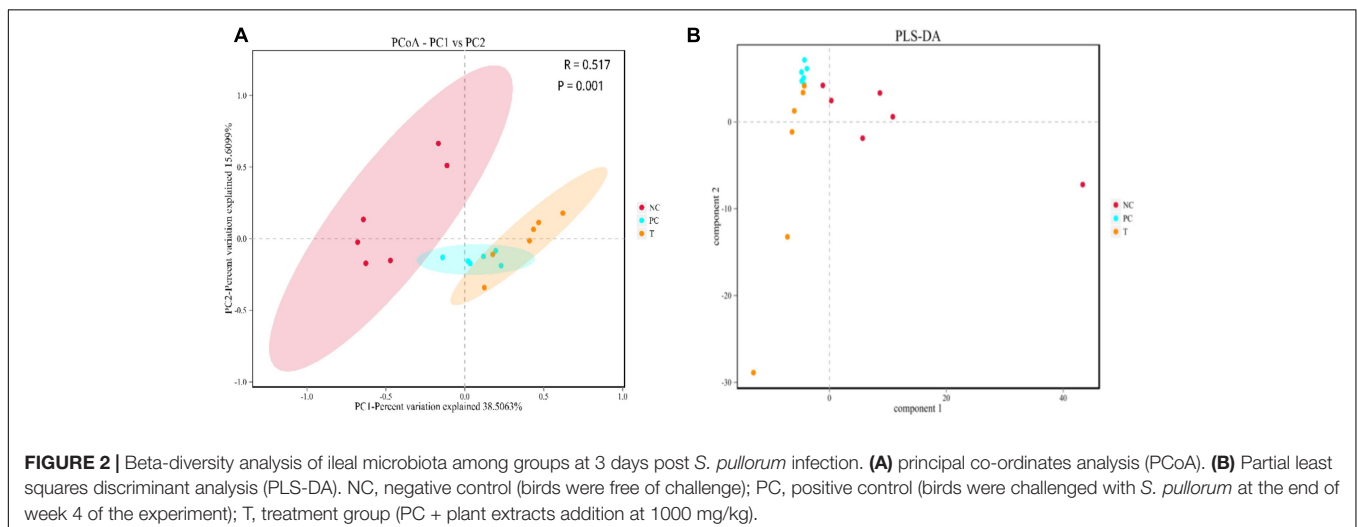 A
PCoA - PC1 vs PC2
R = 0.517
P = 0.001
1.0
0.5
0.0
-0.5
-1.0
PC2-Percent variation explained 15.6099%
-1.0
-0.5
0.0
0.5
1.0
PC1-Percent variation explained 38.5063%
NC
PC
T
B
PLS-DA
0
-10
-20
-30
component 2
0
20
40
component 1
NC
PC
T
FIGURE 2 | Beta-diversity analysis of ileal microbiota among groups at 3 days post S. pullorum infection. (A) principal co-ordinates analysis (PCoA). (B) Partial least
squares discriminant analysis (PLS-DA). NC, negative control (birds were free of challenge); PC, positive control (birds were challenged with S. pullorum at the end of
week 4 of the experiment); T, treatment group (PC + plant extracts addition at 1000 mg/kg).